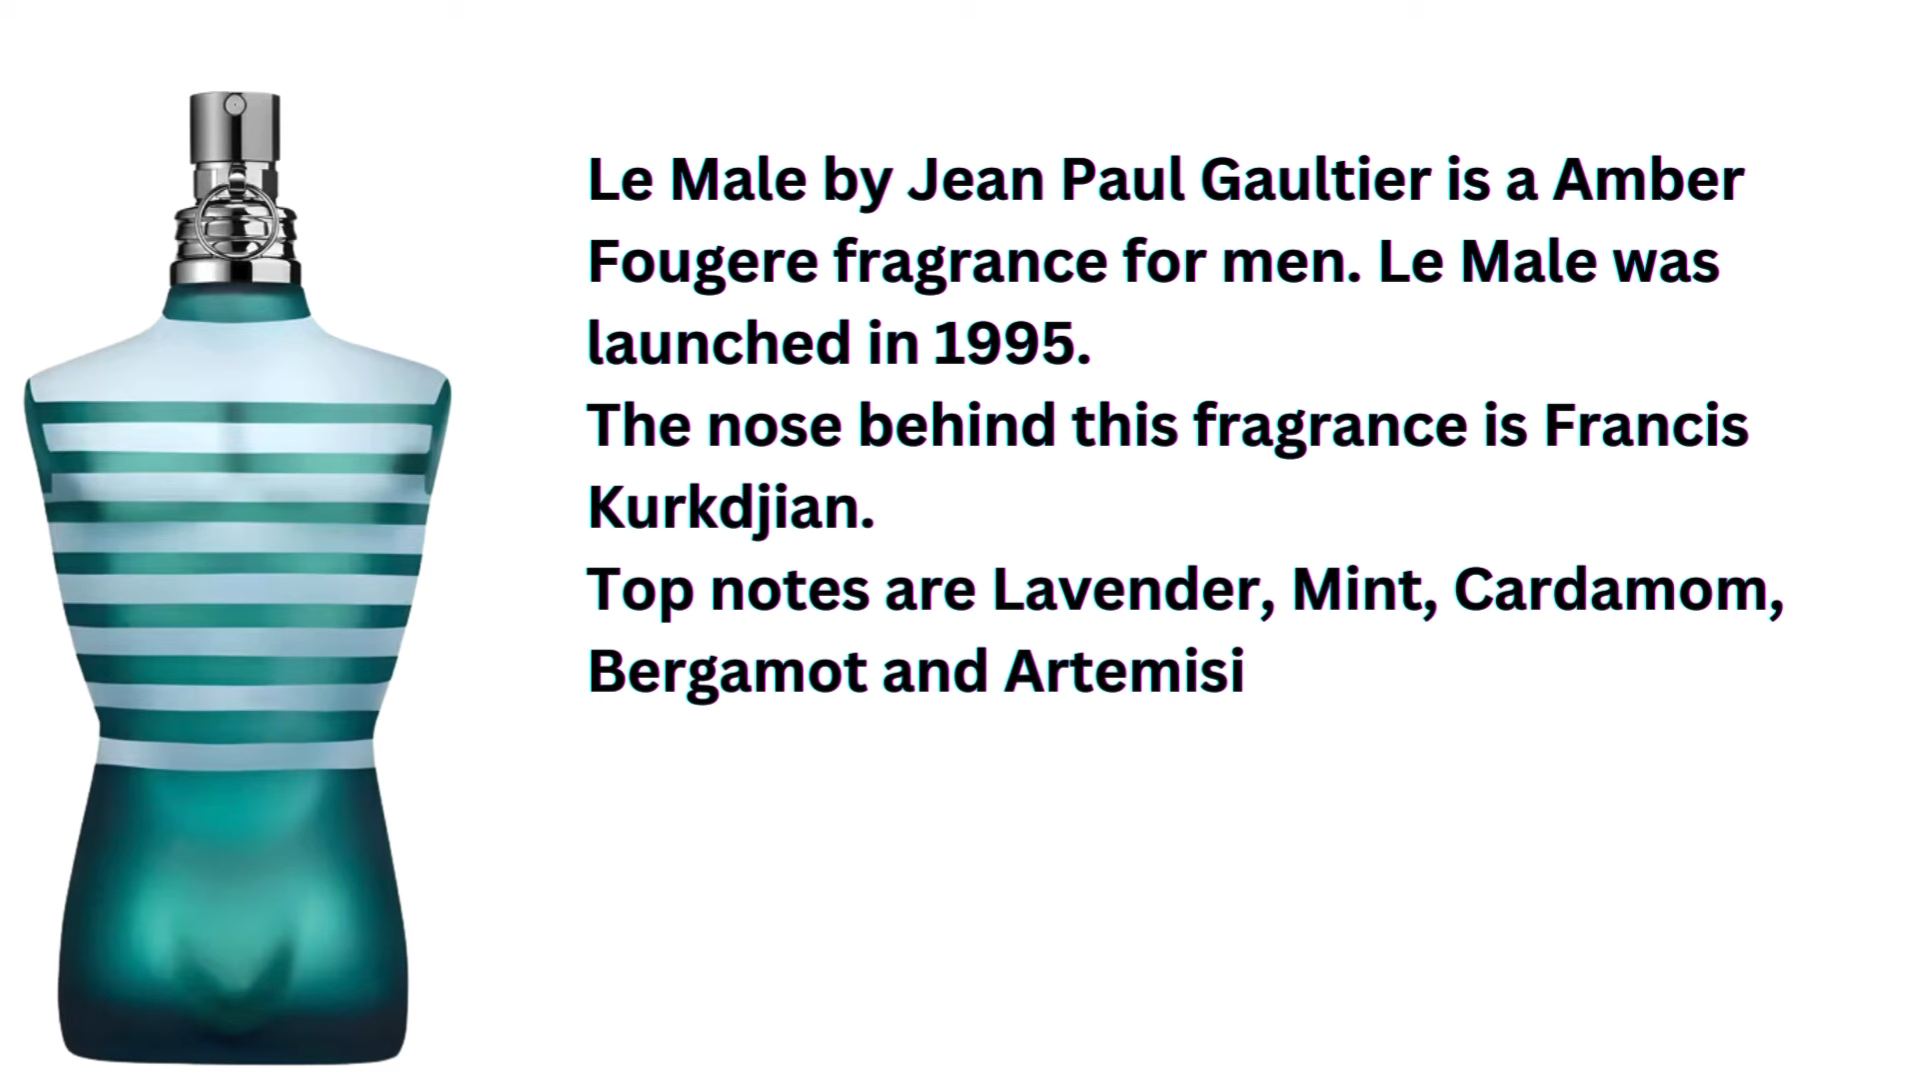 Le Male by Jean Paul Gaultier is a Amber
Fougere fragrance for men. Le Male was
launched in 1995.
The nose behind this fragrance is Francis
Kurkdjian.
Top notes are Lavender, Mint, Cardamom,
Bergamot and Artemisi